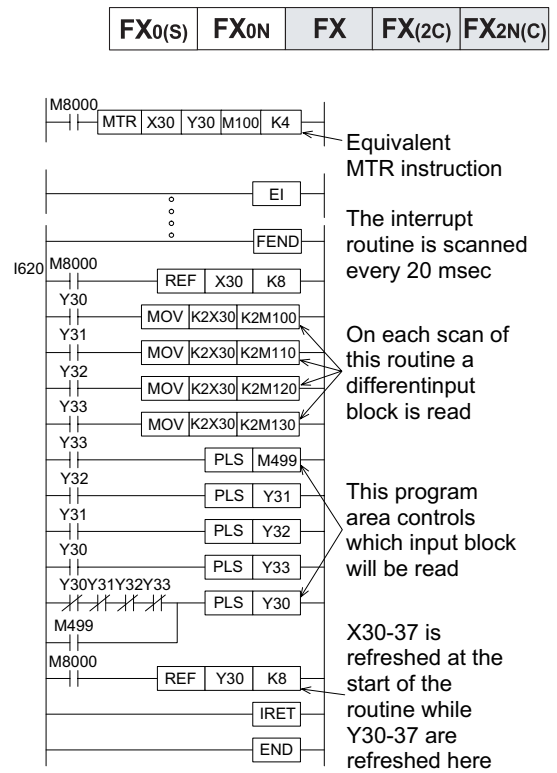 FX0(S) FX0N FX FX(2C) FX2N(C)
M8000
MTR X30 Y30 M100 K4
Equivalent
MTR instruction
EI
FEND
The interrupt
routine is scanned
every 20 msec
I620 M8000
REF X30 K8
Y30
MOV K2X30 K2M100
Y31
MOV K2X30 K2M110
Y32
MOV K2X30 K2M120
Y33
MOV K2X30 K2M130
On each scan of
this routine a
differentinput
block is read
Y33
PLS M499
Y32
PLS Y31
Y31
PLS Y32
Y30
PLS Y33
Y30Y31Y32Y33
PLS Y30
M499
This program
area controls
which input block
will be read
M8000
REF Y30 K8
IRET
END
X30-37 is
refreshed at the
start of the
routine while
Y30-37 are
refreshed here